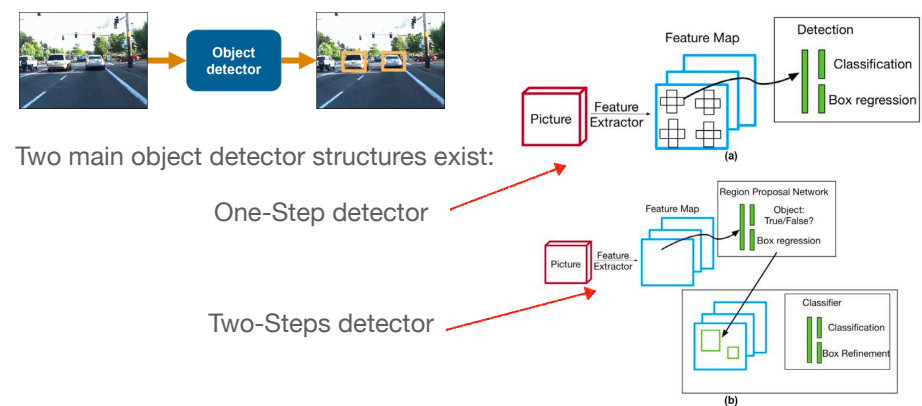 Object
detector
Two main object detector structures exist:
One-Step detector
Two-Steps detector
Feature Map
Detection
Classification
Box regression
Picture
Feature
Extractor
(a)
Region Proposal Network
Object:
True/False?
Box regression
Feature Map
Picture
Feature
Extractor
Classifier
Classification
Box Refinement
(b)